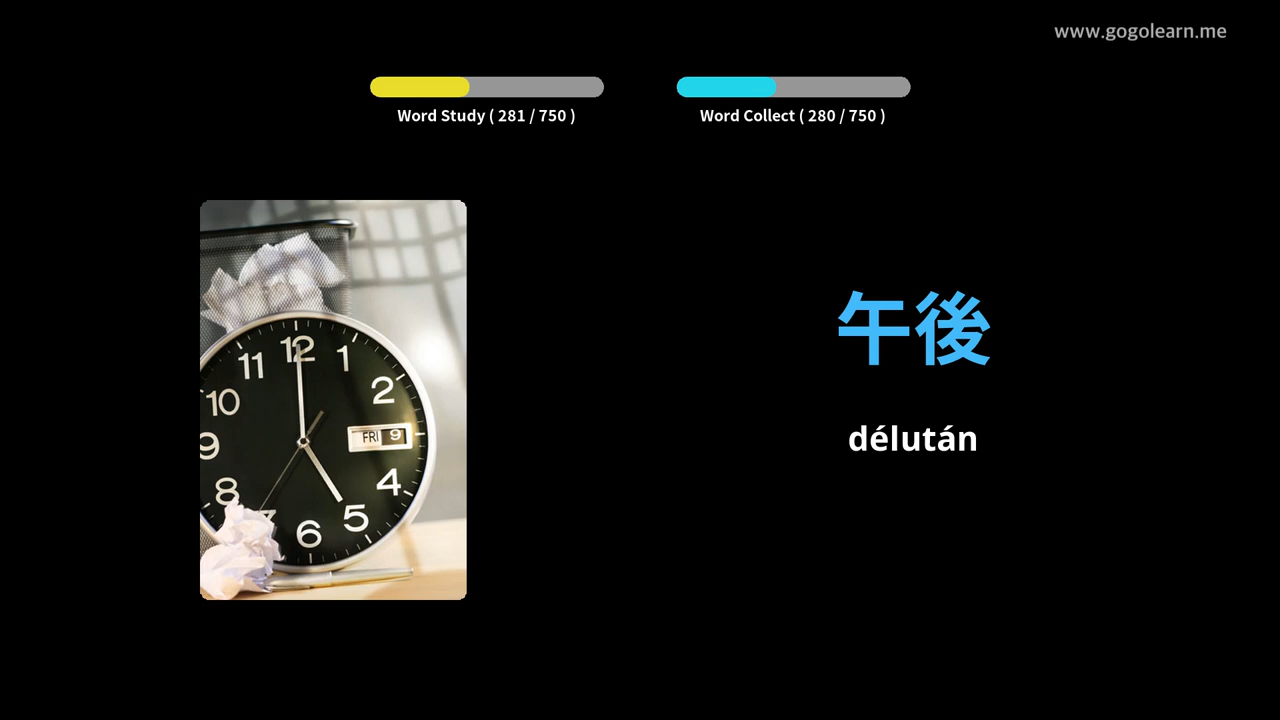 www.gogolearn.me
Word Study ( 281 / 750 )
Word Collect ( 280 / 750 )
12
11
1
10
2
9
FRI 9
8
4
7
5
6
午後
délután